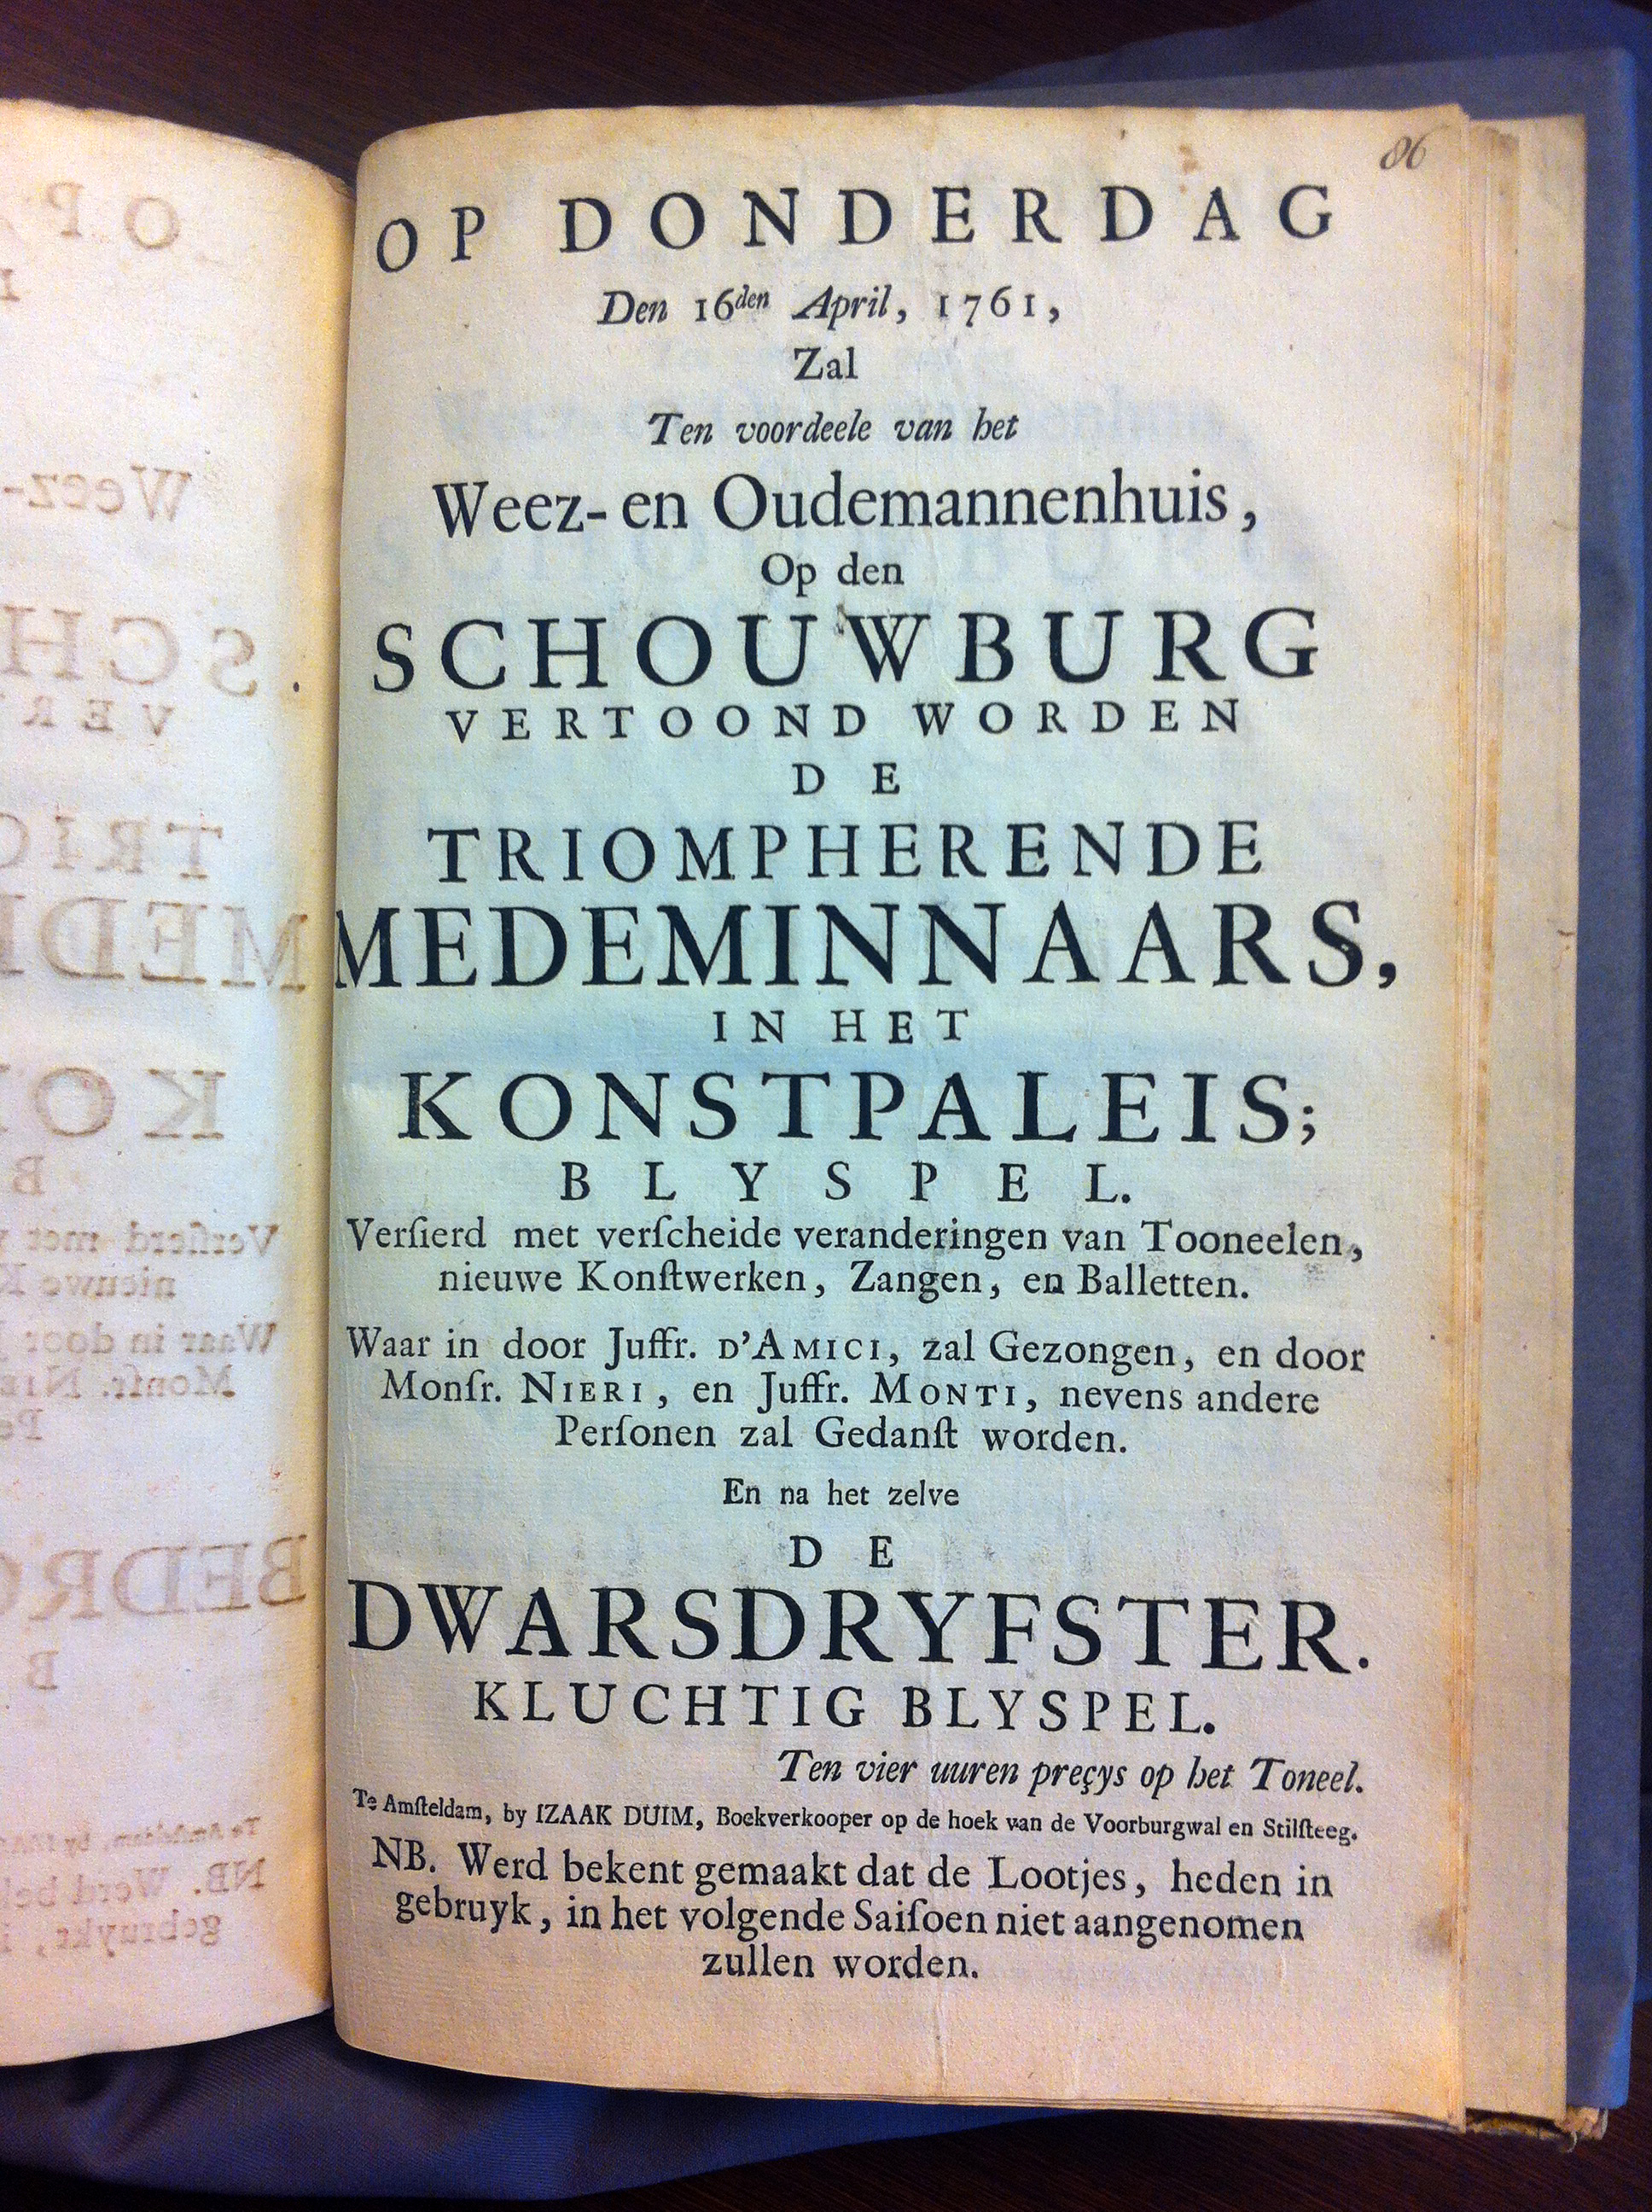 86
OP DONDERDAG
Den 16den April, 1761,
Zal
Ten voordeele van het
Weez- en Oudemannenhuis,
Op den
SCHOUWBURG
VERTOOND WORDEN
DE
TRIOMPHERENDE
MEDEMINNAARS,
IN HET
KONSTPALEIS;
BLYSPEL.
Verſierd met verſcheide veranderingen van Tooneelen,
nieuwe Konſtwerken, Zangen, en Balletten.
Waar in door Juffr. D'AMICI, zal Gezongen, en door
Monſr. NIERI, en Juffr. MONTI, nevens andere
Perſonen zal Gedanſt worden.
En na het zelve
DE
DWARSDRYFSTER.
KLUCHTIG BLYSPEL.
Ten vier uuren preçys op het Toneel.
Te Amſteldam, by IZAAK DUIM, Boekverkooper op de hoek van de Voorburgwal en Stilſteeg.
NB. Werd bekent gemaakt dat de Lootjes, heden in
gebruyk, in het volgende Saiſoen niet aangenomen
zullen worden.